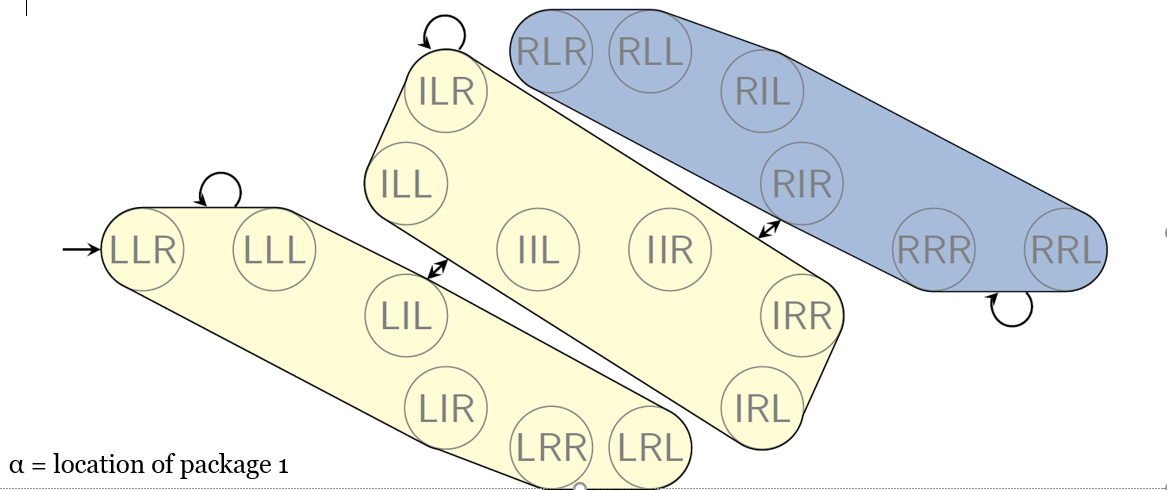 RLR RLL
ILR RIL
ILL RIR
LLR LLL IIL IIR RRR RRL
LIL IRR
LIR IRL
LRR LRL
α = location of package 1